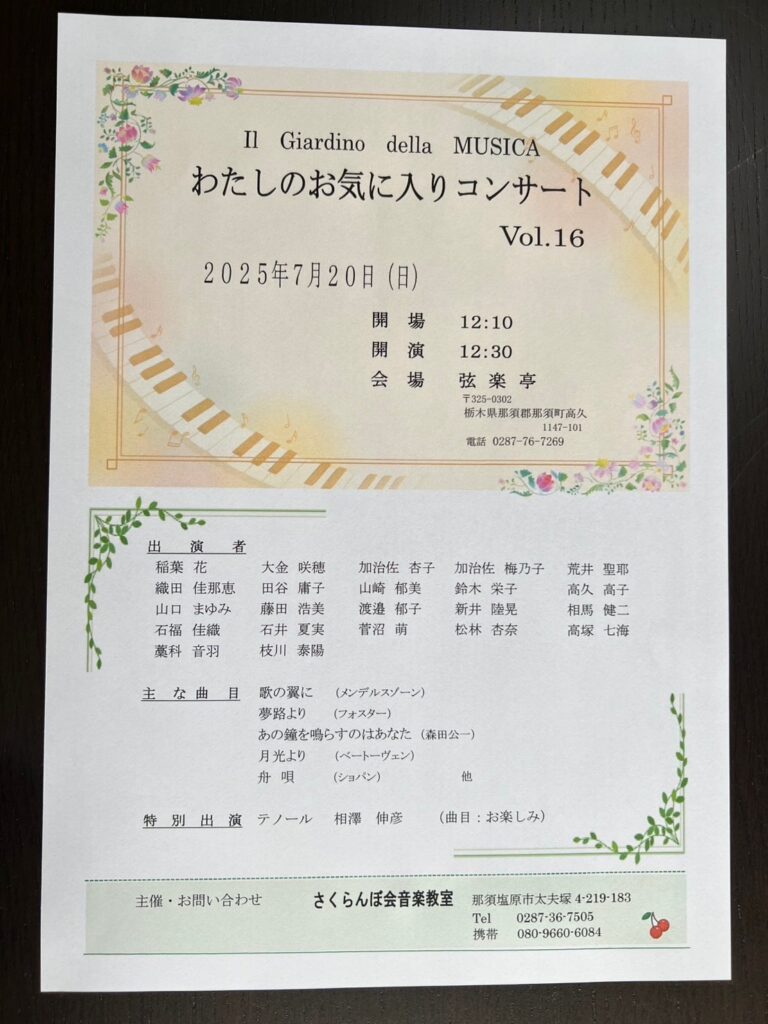 Il Giardino della MUSICA
わたしのお気に入りコンサート
Vol.16
2025年7月20日(日)
開場 12:10
開演 12:30
会場 弦楽亭
〒325-0302
栃木県那須郡那須町高久
1147-101
電話 0287-76-7269
出演者
稲葉 花 大金 咲穂 加治佐 杏子 加治佐 梅乃子 荒井 聖耶
織田 佳那恵 田谷 庸子 山崎 郁美 鈴木 栄子 高久 高子
山口 まゆみ 藤田 浩美 渡邉 郁子 新井 陸晃 相馬 健二
石福 佳織 石井 夏実 菅沼 萌 松林 杏奈 高塚 七海
藁科 音羽 枝川 泰陽
主な曲目 歌の翼に (メンデルスゾーン)
夢路より (フォスター)
あの鐘を鳴らすのはあなた (森田公一)
月光より (ベートーヴェン)
舟唄 (ショパン) 他
特別出演 テノール 相澤 伸彦 (曲目:お楽しみ)
主催・お問い合わせ さくらんぼ会音楽教室 那須塩原市太夫塚4-219-183
Tel 0287-36-7505
携帯 080-9660-6084